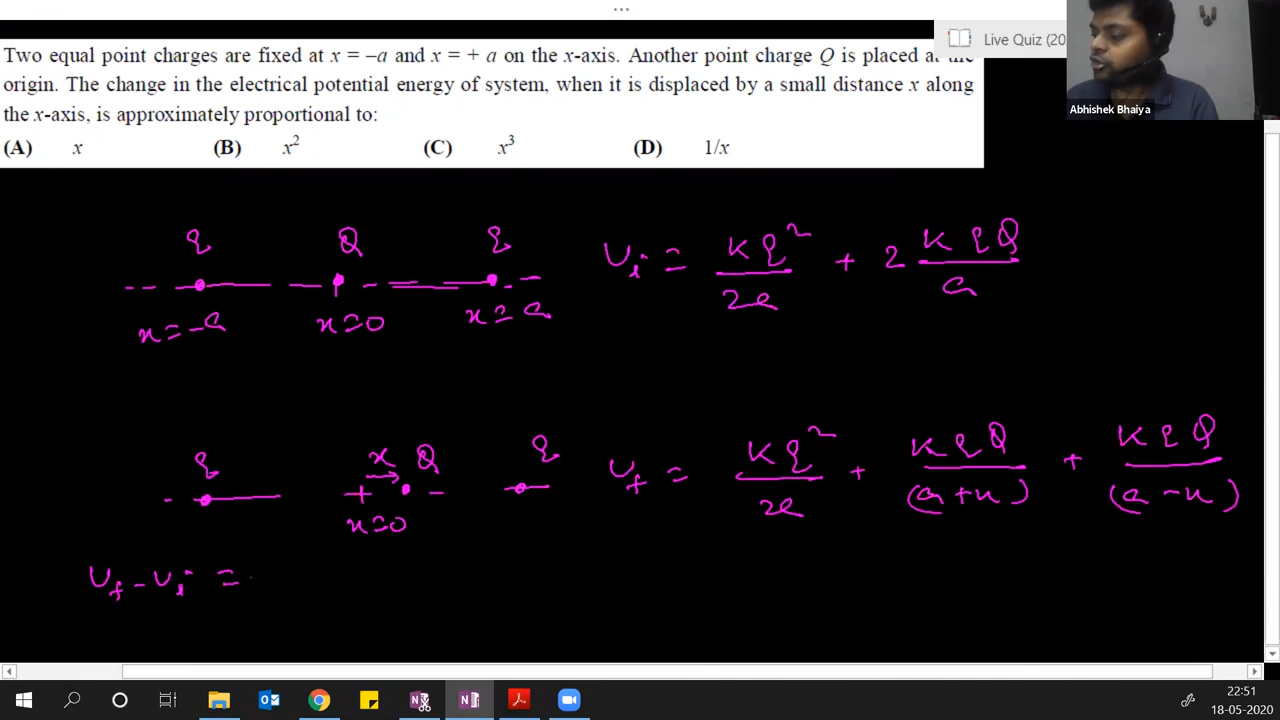 Live Quiz (20
Two equal point charges are fixed at x = –a and x = + a on the x-axis. Another point charge Q is placed at the
origin. The change in the electrical potential energy of system, when it is displaced by a small distance x along
the x-axis, is approximately proportional to:
(A) x (B) x² (C) x³ (D) 1/x
Abhishek Bhaiya
q Q q
x = -a x = 0 x = a
Ui = Kq²/2a + 2 KqQ/a
x Q
q q
x = 0
Uf = Kq²/2a + KqQ/(a + x) + KqQ/(a - x)
Uf - Ui =
22:51
18-05-2020